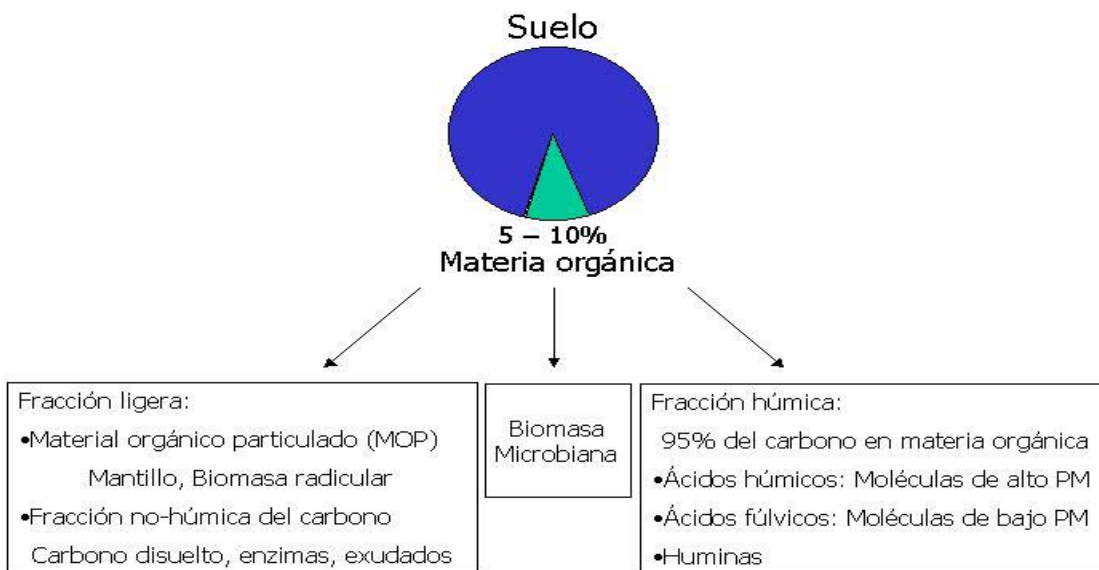 Suelo
5 – 10%
Materia orgánica
Fracción ligera:
•Material orgánico particulado (MOP)
Mantillo, Biomasa radicular
•Fracción no-húmica del carbono
Carbono disuelto, enzimas, exudados
Biomasa
Microbiana
Fracción húmica:
95% del carbono en materia orgánica
•Ácidos húmicos: Moléculas de alto PM
•Ácidos fúlvicos: Moléculas de bajo PM
•Huminas